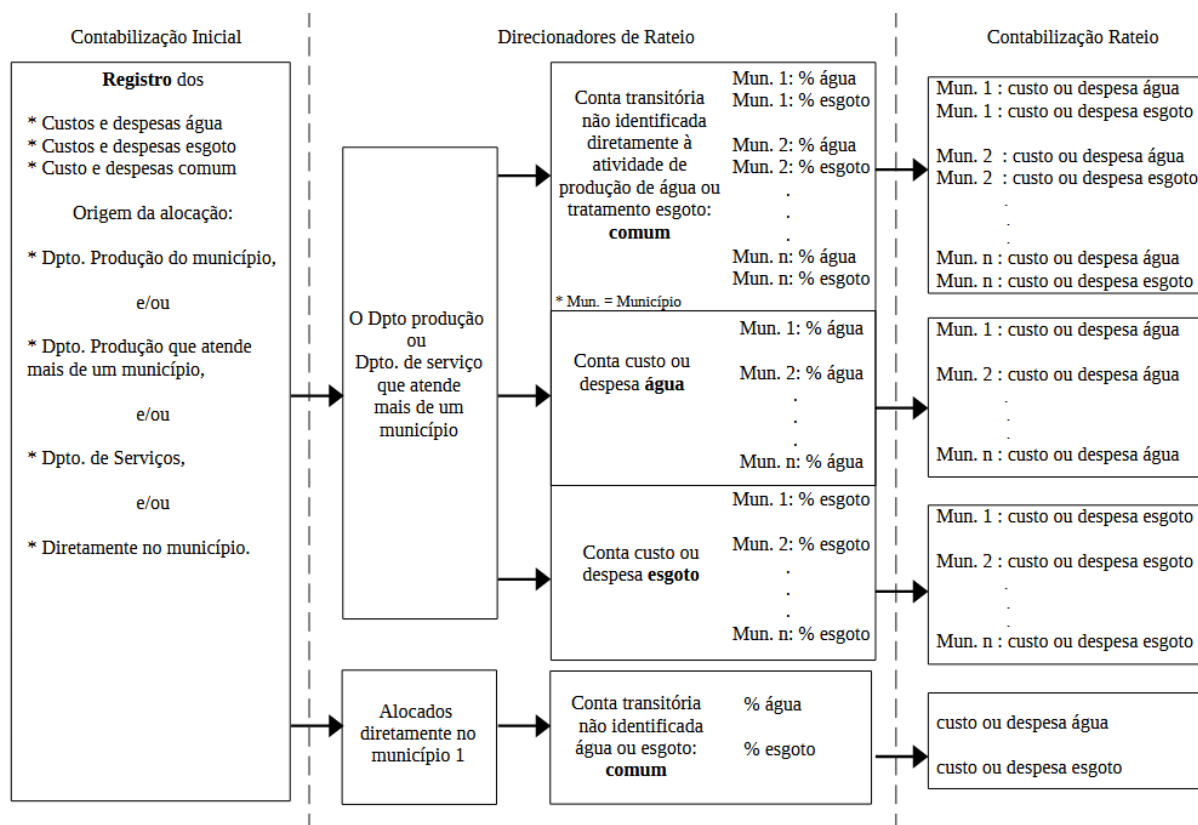 Contabilização Inicial
Direcionadores de Rateio
Contabilização Rateio
Registro dos
* Custos e despesas água
* Custos e despesas esgoto
* Custo e despesas comum
Origem da alocação:
* Dpto. Produção do município,
e/ou
* Dpto. Produção que atende
mais de um município,
e/ou
* Dpto. de Serviços,
e/ou
* Diretamente no município.
O Dpto produção
ou
Dpto. de serviço
que atende
mais de um
município
Conta transitória
não identificada
diretamente à
atividade de
produção de água ou
tratamento esgoto:
comum
Mun. 1: % água
Mun. 1: % esgoto
Mun. 2: % água
Mun. 2: % esgoto
.
.
.
Mun. n: % água
Mun. n: % esgoto
* Mun. = Município
Mun. 1 : custo ou despesa água
Mun. 1 : custo ou despesa esgoto
Mun. 2 : custo ou despesa água
Mun. 2 : custo ou despesa esgoto
.
.
.
Mun. n : custo ou despesa água
Mun. n : custo ou despesa esgoto
Conta custo ou
despesa água
Mun. 1: % água
Mun. 2: % água
.
.
.
Mun. n: % água
Mun. 1 : custo ou despesa água
Mun. 2 : custo ou despesa água
.
.
.
Mun. n : custo ou despesa água
Conta custo ou
despesa esgoto
Mun. 1: % esgoto
Mun. 2: % esgoto
.
.
.
Mun. n: % esgoto
Mun. 1 : custo ou despesa esgoto
Mun. 2 : custo ou despesa esgoto
.
.
.
Mun. n : custo ou despesa esgoto
Alocados
diretamente no
município 1
Conta transitória
não identificada
água ou esgoto:
comum
% água
% esgoto
custo ou despesa água
custo ou despesa esgoto